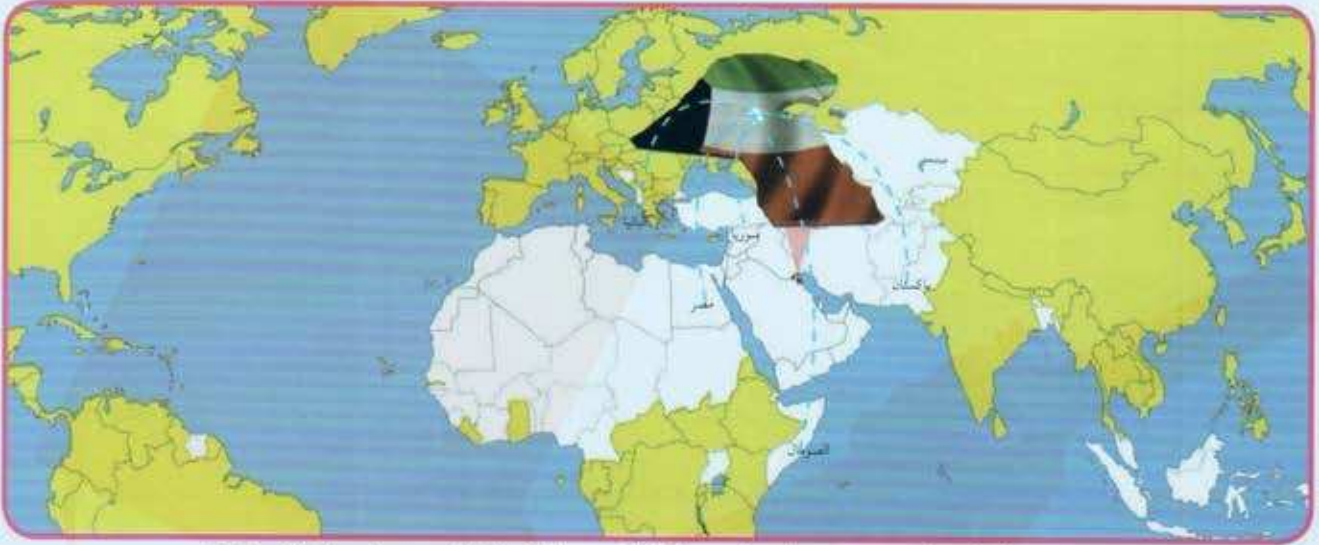 سوريا
باكستان
مصر
الصومال